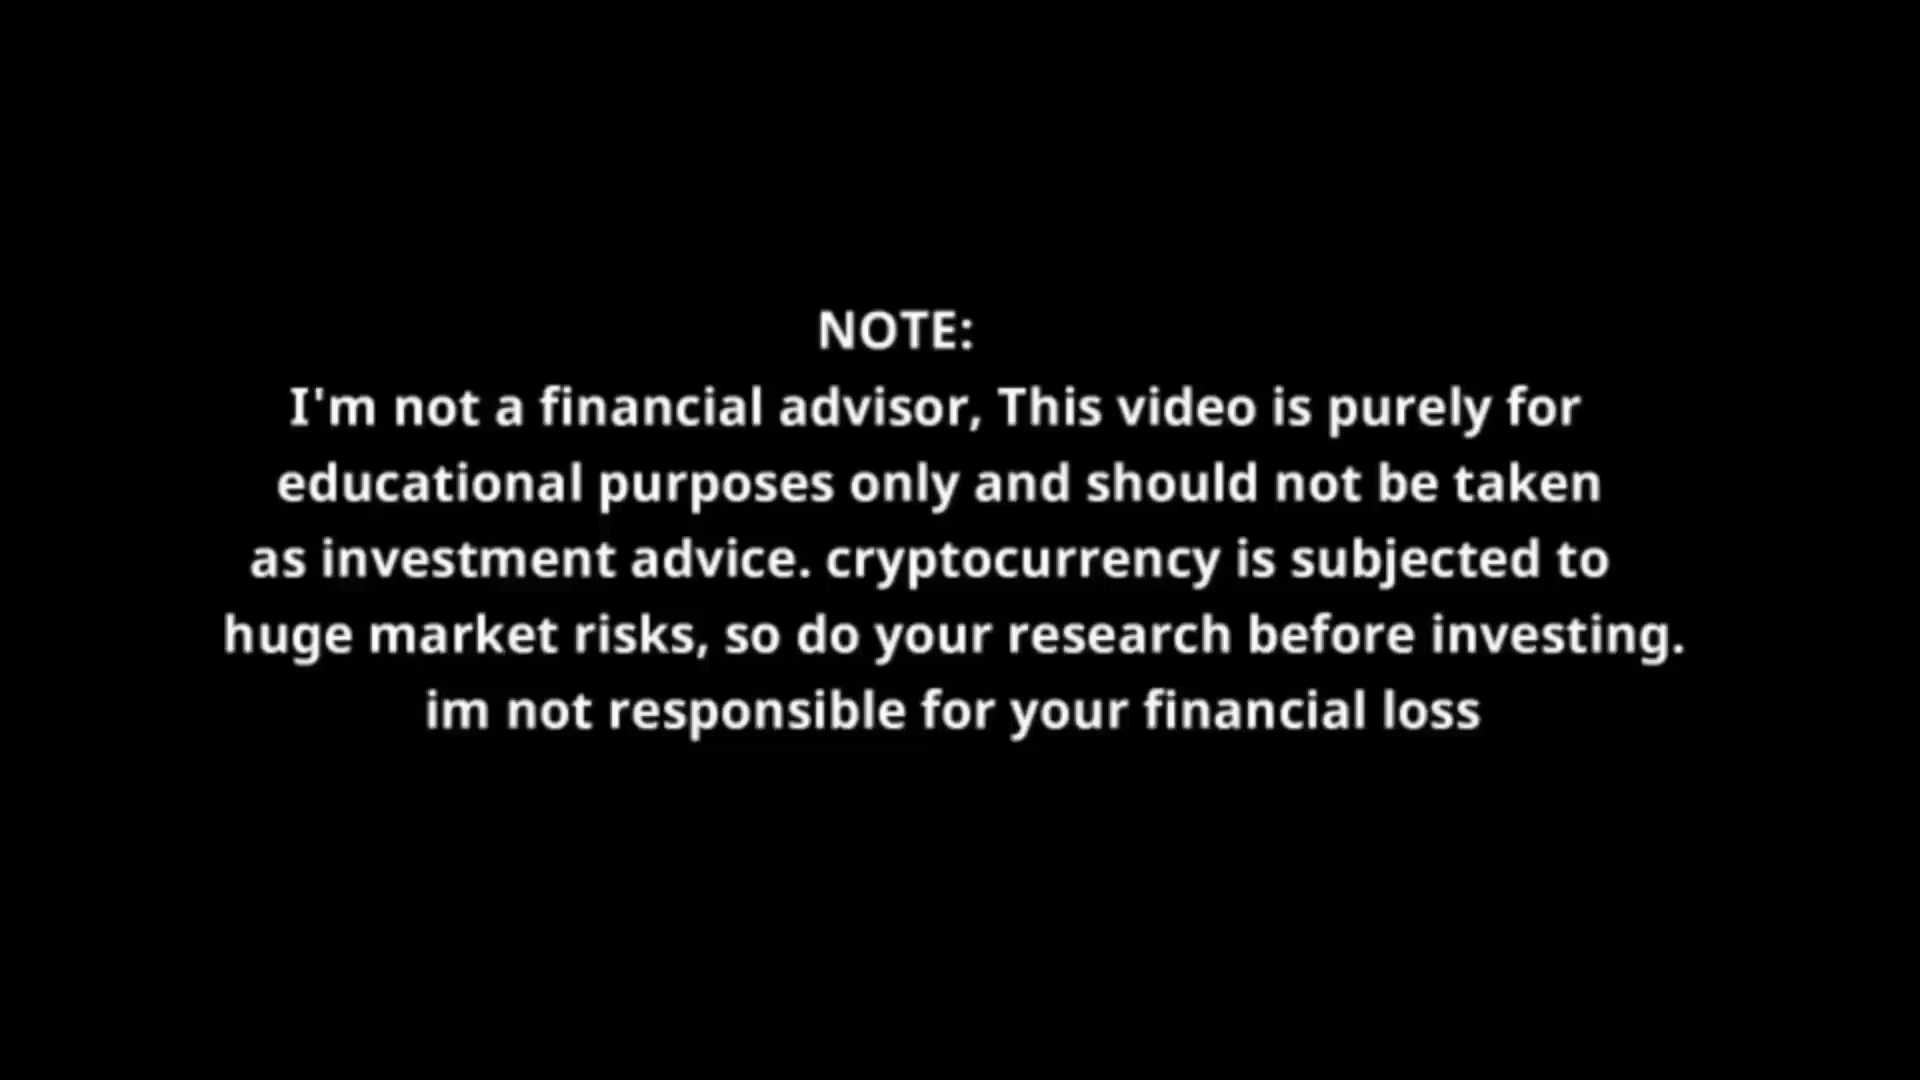 NOTE:
I'm not a financial advisor, This video is purely for
educational purposes only and should not be taken
as investment advice. cryptocurrency is subjected to
huge market risks, so do your research before investing.
im not responsible for your financial loss